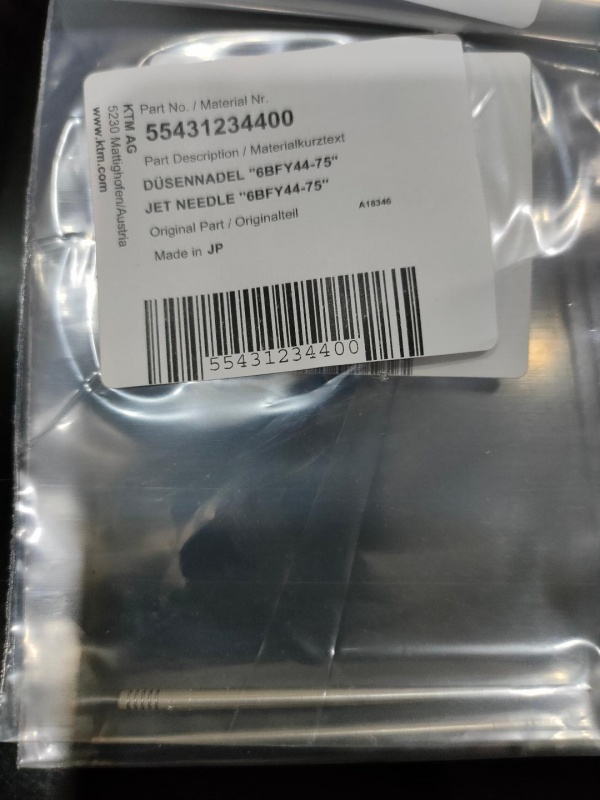 KTM AG
5230 Mattighofen/Austria
www.ktm.com
Part No. / Material Nr.
55431234400
Part Description / Materialkurztext
DÜSENNADEL "6BFY44-75"
JET NEEDLE "6BFY44-75"
Original Part / Originalteil
A18346
Made in JP
55431234400